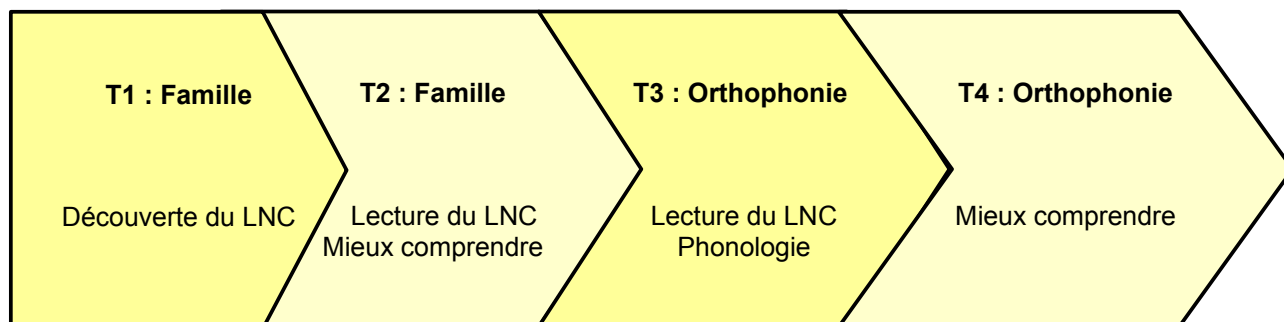 T1 : Famille
Découverte du LNC
T2 : Famille
Lecture du LNC
Mieux comprendre
T3 : Orthophonie
Lecture du LNC
Phonologie
T4 : Orthophonie
Mieux comprendre